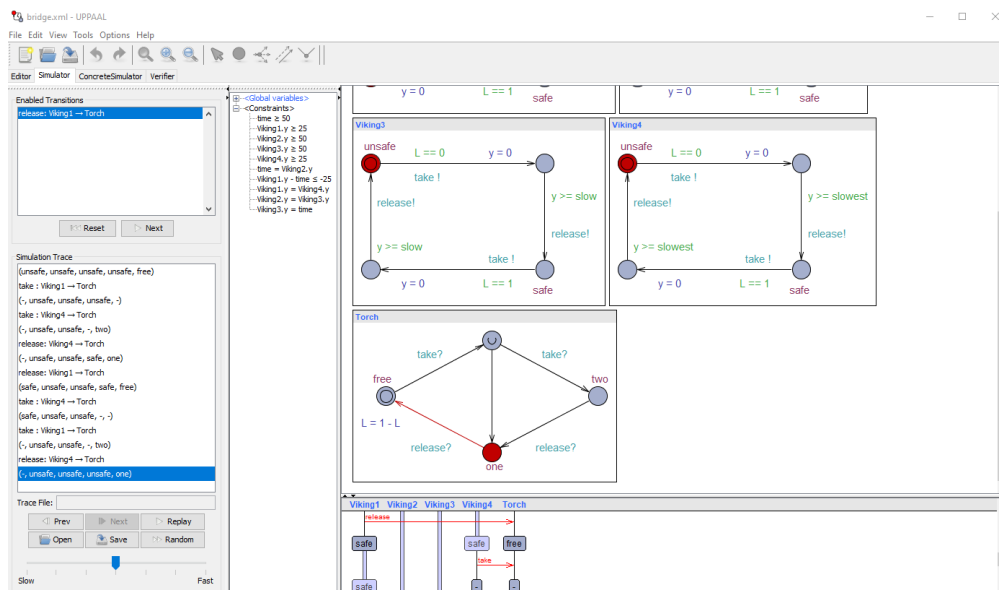 bridge.xml - UPPAAL
File Edit View Tools Options Help
Editor Simulator ConcreteSimulator Verifier
Enabled Transitions
release: Viking1 → Torch
Reset Next
Simulation Trace
(unsafe, unsafe, unsafe, unsafe, free)
take : Viking1 → Torch
(-, unsafe, unsafe, unsafe, -)
take : Viking4 → Torch
(-, unsafe, unsafe, -, two)
release: Viking4 → Torch
(-, unsafe, unsafe, safe, one)
release: Viking1 → Torch
(safe, unsafe, unsafe, safe, free)
take : Viking4 → Torch
(safe, unsafe, unsafe, -, -)
take : Viking1 → Torch
(-, unsafe, unsafe, -, two)
release: Viking4 → Torch
(-, unsafe, unsafe, unsafe, one)
Trace File:
Prev Next Replay
Open Save Random
Slow Fast
<Global variables>
<Constraints>
time ≥ 50
Viking1.y ≥ 25
Viking2.y ≥ 50
Viking3.y ≥ 50
Viking4.y ≥ 25
time = Viking2.y
Viking1.y - time ≤ -25
Viking1.y = Viking4.y
Viking2.y = Viking3.y
Viking3.y = time
y = 0 L == 1 safe
y = 0 L == 1 safe
Viking3
unsafe
L == 0 y = 0
take !
release!
y >= slow
release!
y >= slow
take !
y = 0 L == 1
safe
Viking4
unsafe
L == 0 y = 0
take !
release!
y >= slowest
release!
y >= slowest
take !
y = 0 L == 1
safe
Torch
U
take? take?
free two
L = 1 - L
release? release?
one
Viking1 Viking2 Viking3 Viking4 Torch
release
safe safe free
take
safe - -